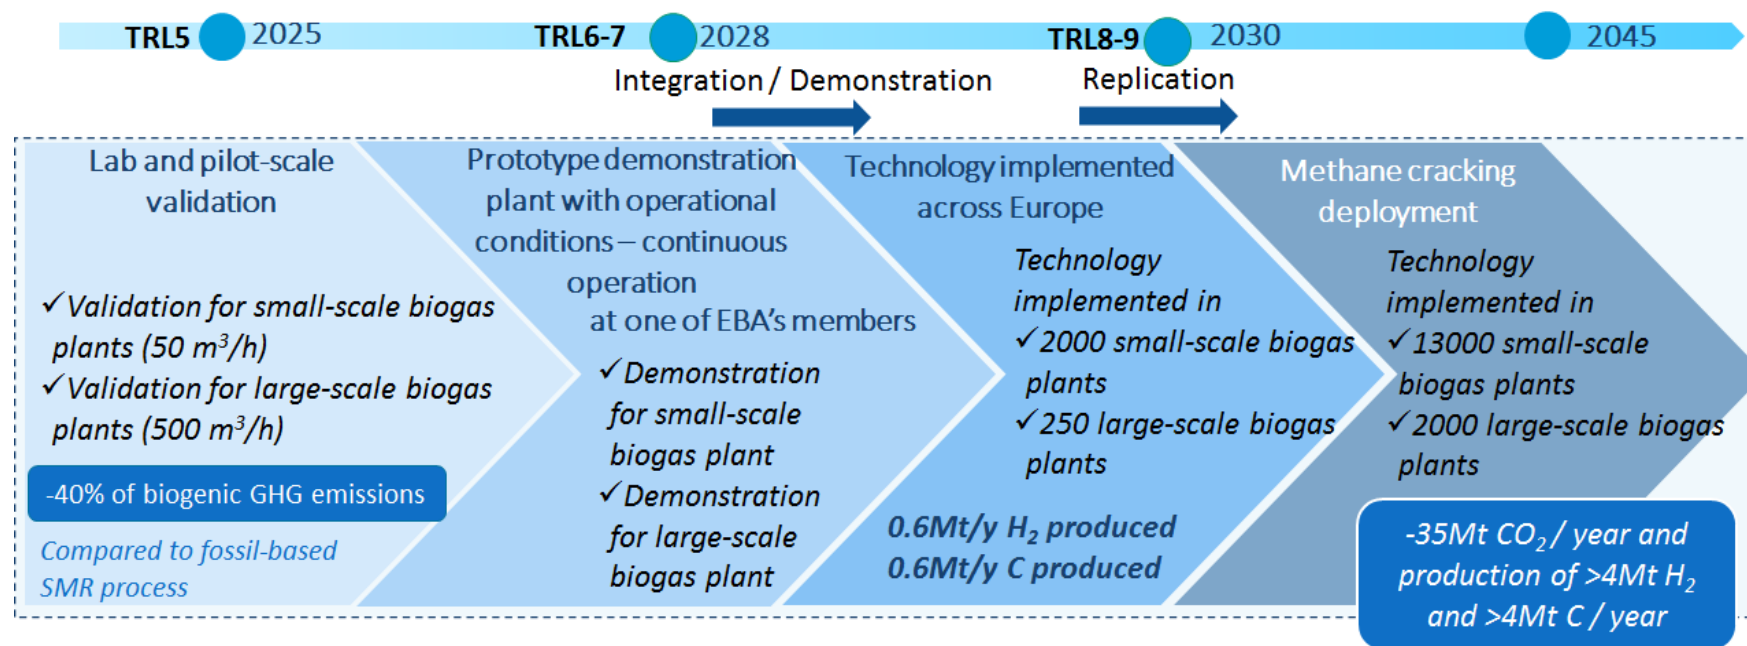 TRL5 2025 TRL6-7 2028 TRL8-9 2030 2045
Integration / Demonstration
Replication
Lab and pilot-scale
validation
✓Validation for small-scale biogas
plants (50 m³/h)
✓Validation for large-scale biogas
plants (500 m³/h)
-40% of biogenic GHG emissions
Compared to fossil-based
SMR process
Prototype demonstration
plant with operational
conditions – continuous
operation
at one of EBA's members
✓Demonstration
for small-scale
biogas plant
✓Demonstration
for large-scale
biogas plant
Technology implemented
across Europe
Technology
implemented in
✓2000 small-scale biogas
plants
✓250 large-scale biogas
plants
0.6Mt/y H₂ produced
0.6Mt/y C produced
Methane cracking
deployment
Technology
implemented in
✓13000 small-scale
biogas plants
✓2000 large-scale biogas
plants
-35Mt CO₂ / year and
production of >4Mt H₂
and >4Mt C / year